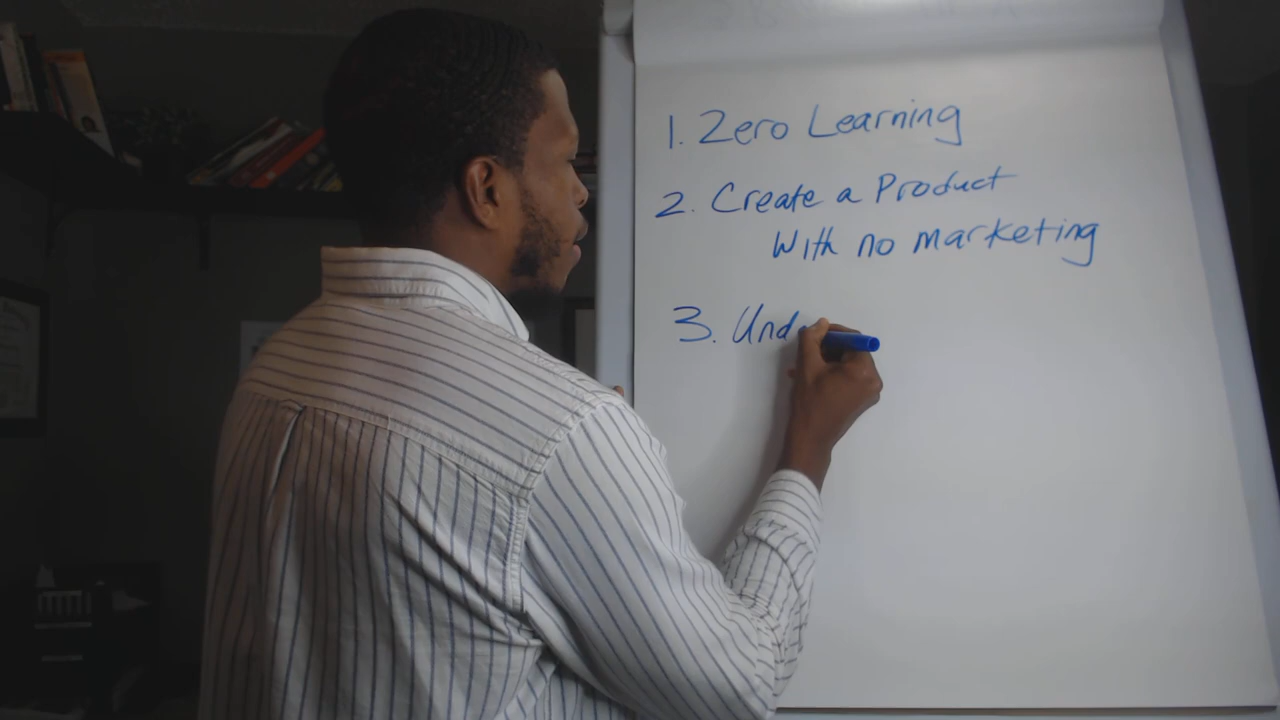 1. Zero Learning
2. Create a Product
With no marketing
3. Und